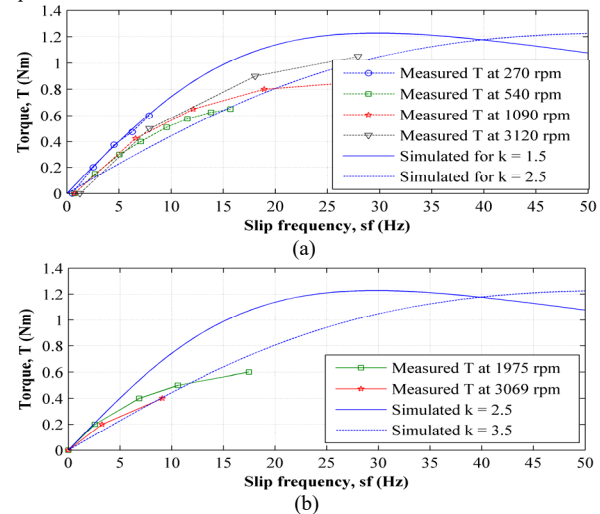 1.4
1.2
1
0.8
0.6
0.4
0.2
0
Torque, T (Nm)
Measured T at 270 rpm
Measured T at 540 rpm
Measured T at 1090 rpm
Measured T at 3120 rpm
Simulated for k = 1.5
Simulated for k = 2.5
0 5 10 15 20 25 30 35 40 45 50
Slip frequency, sf (Hz)
(a)
1.4
1.2
1
0.8
0.6
0.4
0.2
0
Torque, T (Nm)
Measured T at 1975 rpm
Measured T at 3069 rpm
Simulated k = 2.5
Simulated k = 3.5
0 5 10 15 20 25 30 35 40 45 50
Slip frequency, sf (Hz)
(b)